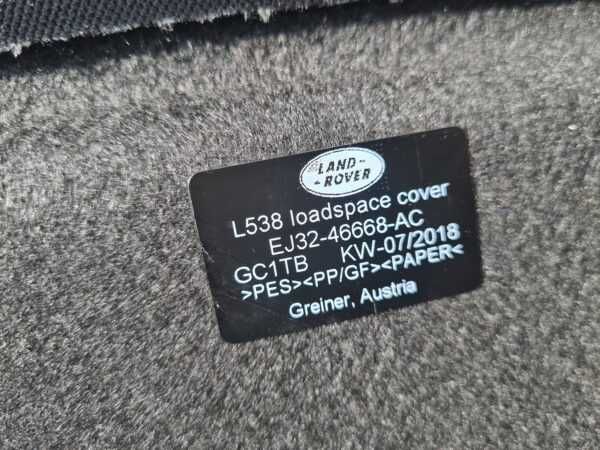 LAND-
-ROVER
L538 loadspace cover
EJ32-46668-AC
GC1TB KW-07/2018
>PES><PP/GF><PAPER<
Greiner, Austria